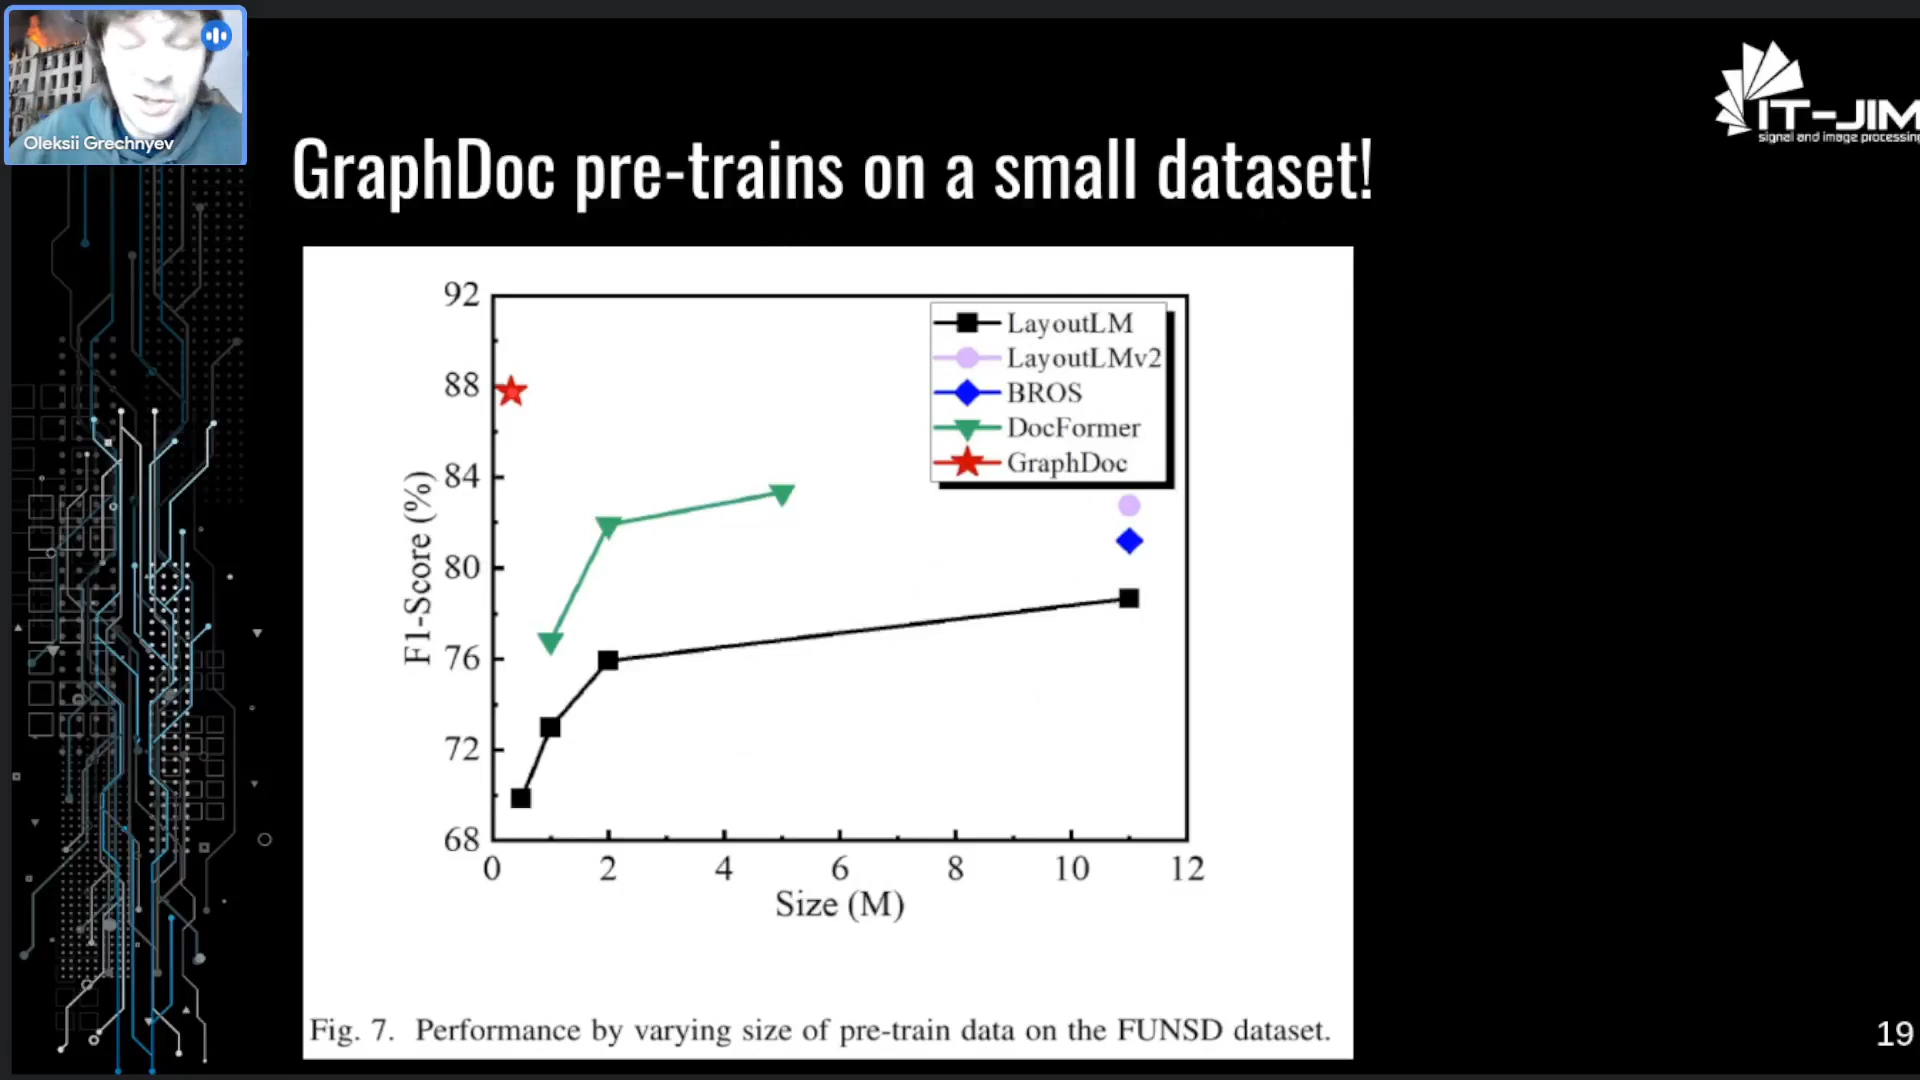 Oleksii Grechnyev
IT-JIM
signal and image processing
GraphDoc pre-trains on a small dataset!
92
88
84
80
76
72
68
F1-Score (%)
LayoutLM
LayoutLMv2
BROS
DocFormer
GraphDoc
0 2 4 6 8 10 12
Size (M)
Fig. 7. Performance by varying size of pre-train data on the FUNSD dataset.
19